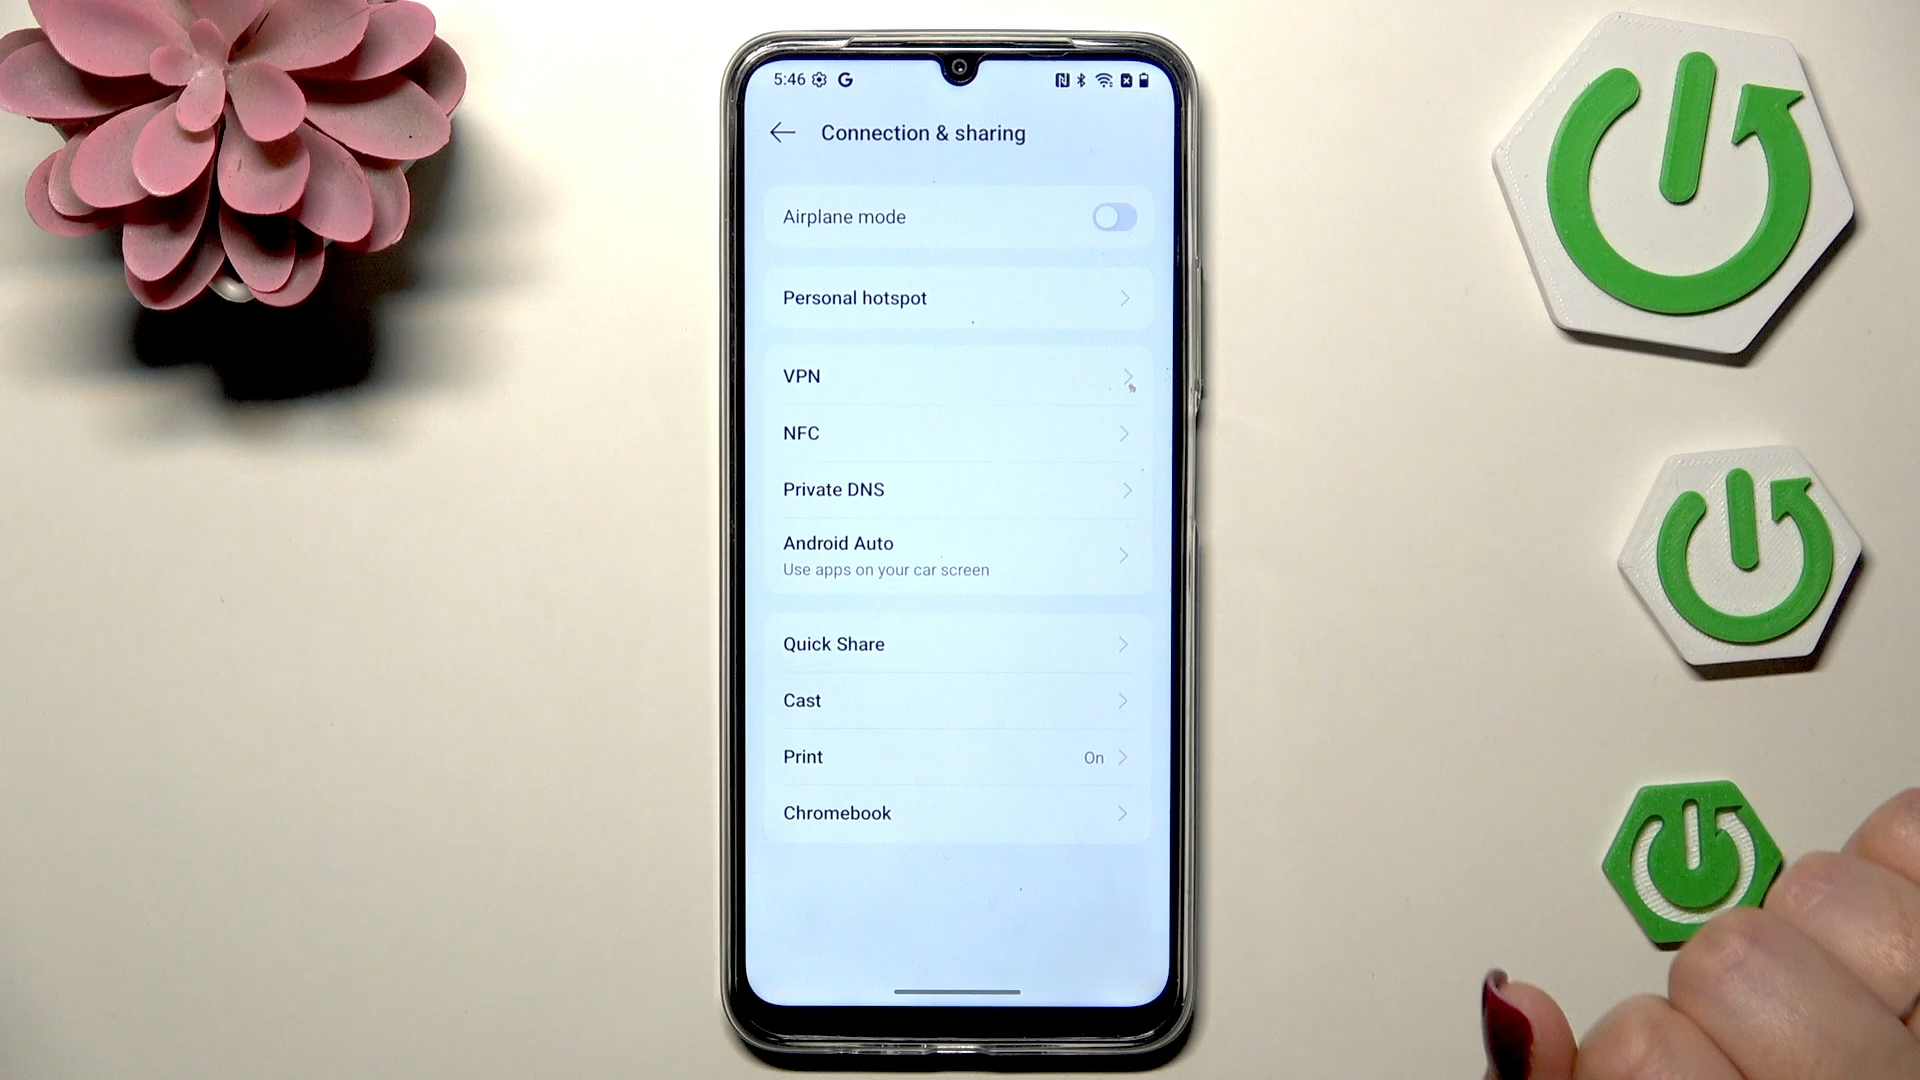 5:46
Connection & sharing
Airplane mode
Personal hotspot
VPN
NFC
Private DNS
Android Auto
Use apps on your car screen
Quick Share
Cast
Print On
Chromebook